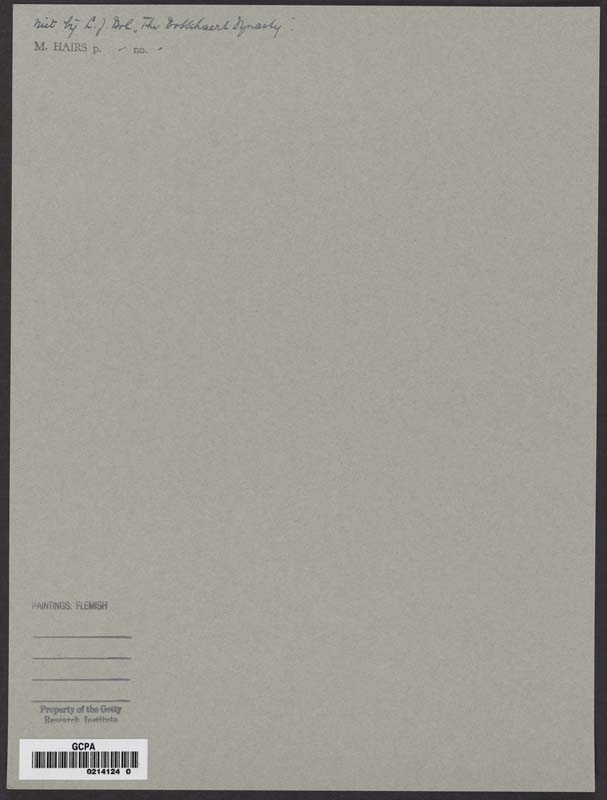 niet bij L. J. Bol „The Bosschaert Dynasty".
M. HAIRS p. - no. -
PAINTINGS: FLEMISH
Property of the Getty
Research Institute
GCPA
0214124 0